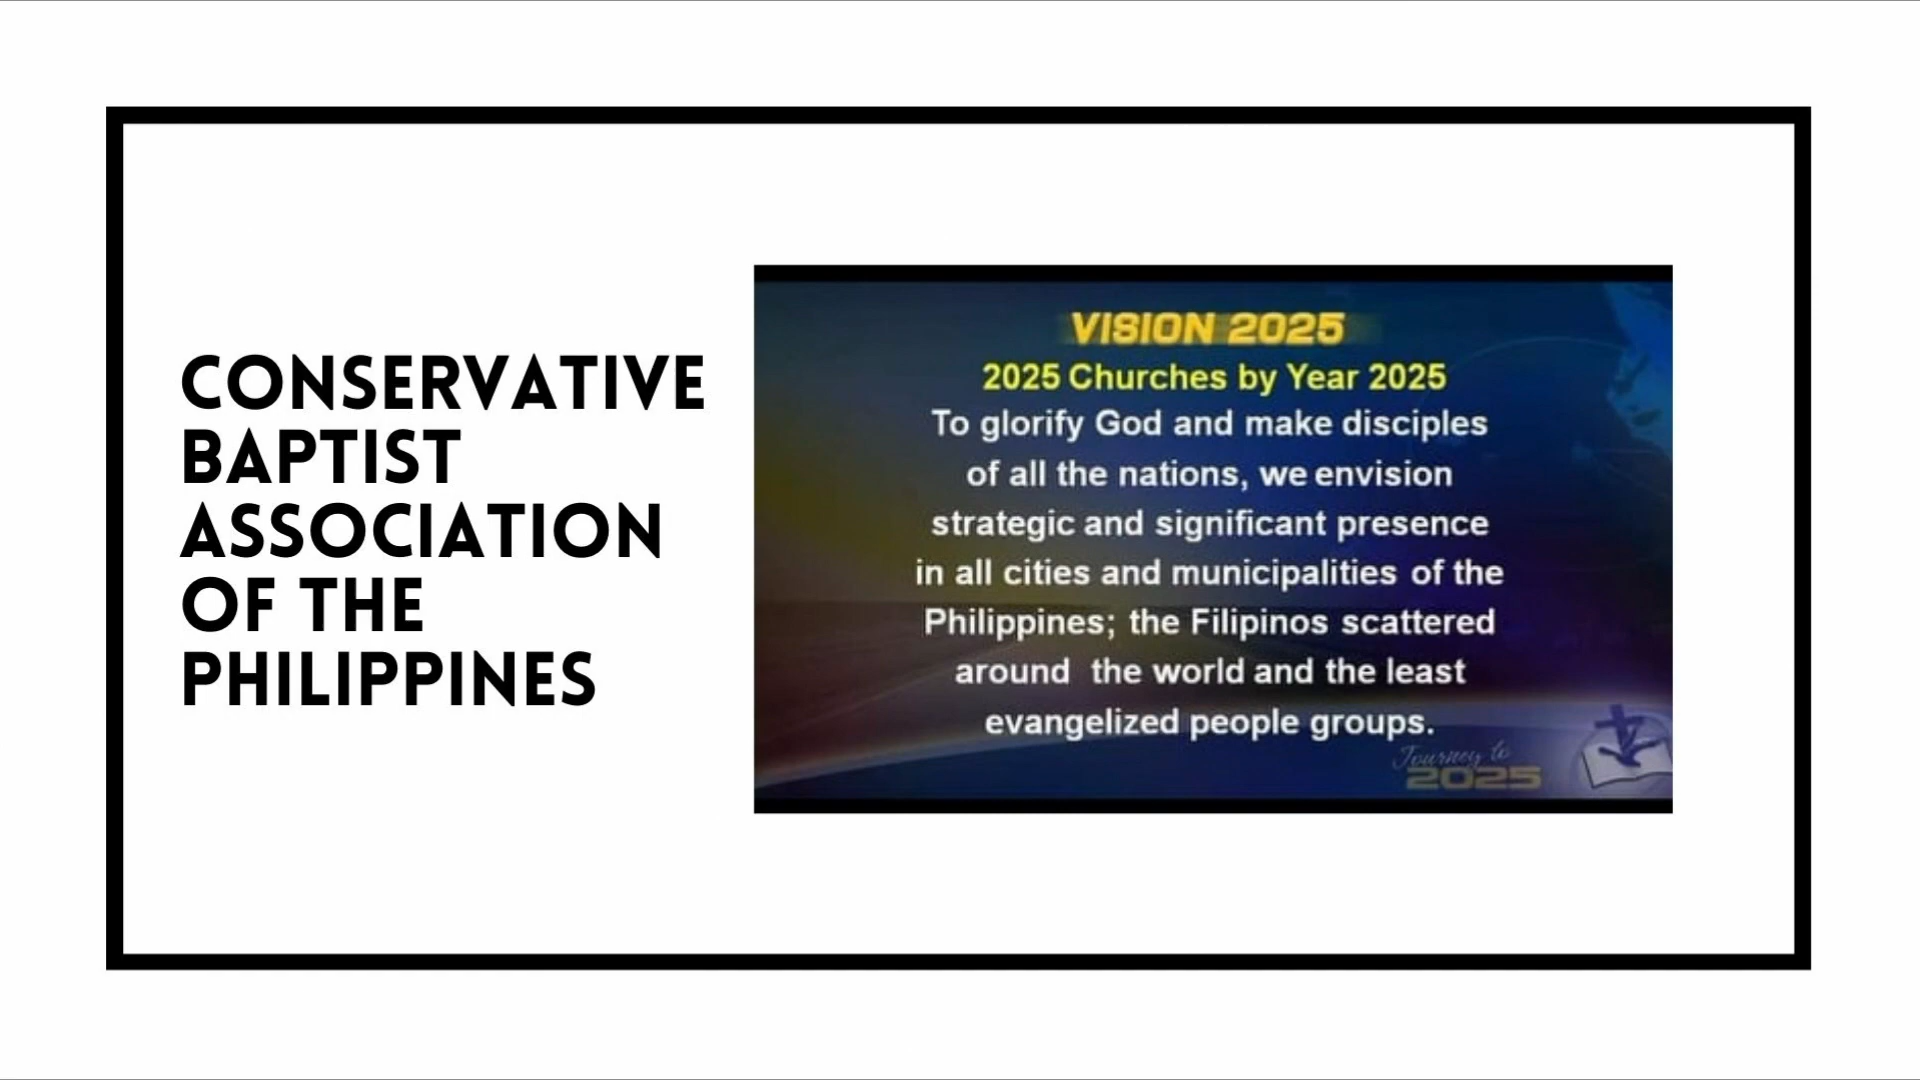 CONSERVATIVE
BAPTIST
ASSOCIATION
OF THE
PHILIPPINES
VISION 2025
2025 Churches by Year 2025
To glorify God and make disciples
of all the nations, we envision
strategic and significant presence
in all cities and municipalities of the
Philippines; the Filipinos scattered
around the world and the least
evangelized people groups.
Journey to
2025